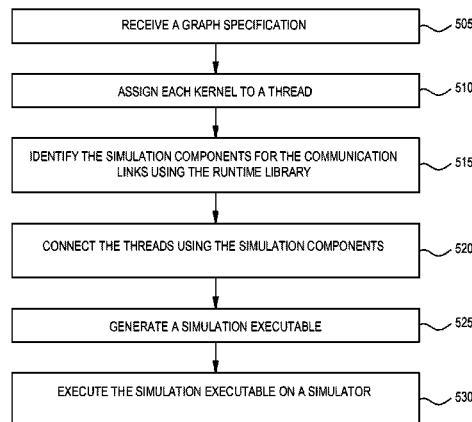 RECEIVE A GRAPH SPECIFICATION
505
ASSIGN EACH KERNEL TO A THREAD
510
IDENTIFY THE SIMULATION COMPONENTS FOR THE COMMUNICATION
LINKS USING THE RUNTIME LIBRARY
515
CONNECT THE THREADS USING THE SIMULATION COMPONENTS
520
GENERATE A SIMULATION EXECUTABLE
525
EXECUTE THE SIMULATION EXECUTABLE ON A SIMULATOR
530